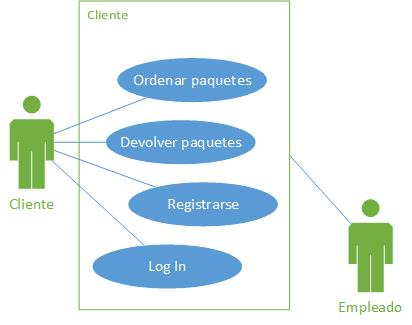 Cliente
Ordenar paquetes
Devolver paquetes
Cliente
Registrarse
Log In
Empleado